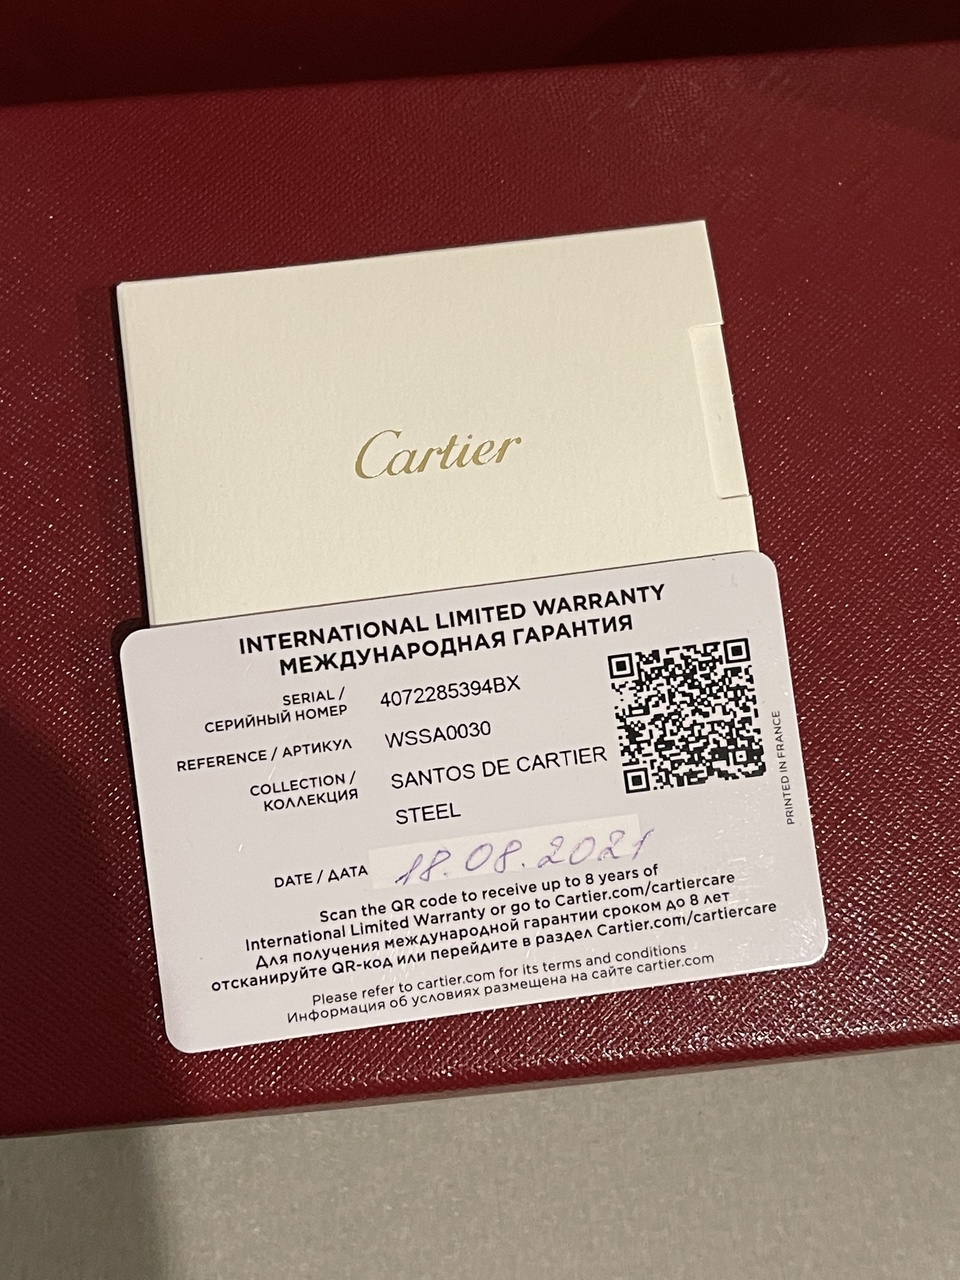 Cartier
INTERNATIONAL LIMITED WARRANTY
МЕЖДУНАРОДНАЯ ГАРАНТИЯ
SERIAL /
СЕРИЙНЫЙ НОМЕР
4072285394BX
REFERENCE / АРТИКУЛ
WSSA0030
COLLECTION /
КОЛЛЕКЦИЯ
SANTOS DE CARTIER
STEEL
DATE / ДАТА
18.08.2021
Scan the QR code to receive up to 8 years of
International Limited Warranty or go to Cartier.com/cartiercare
Для получения международной гарантии сроком до 8 лет
отсканируйте QR-код или перейдите в раздел Cartier.com/cartiercare
Please refer to cartier.com for its terms and conditions
Информация об условиях размещена на сайте cartier.com
PRINTED IN FRANCE